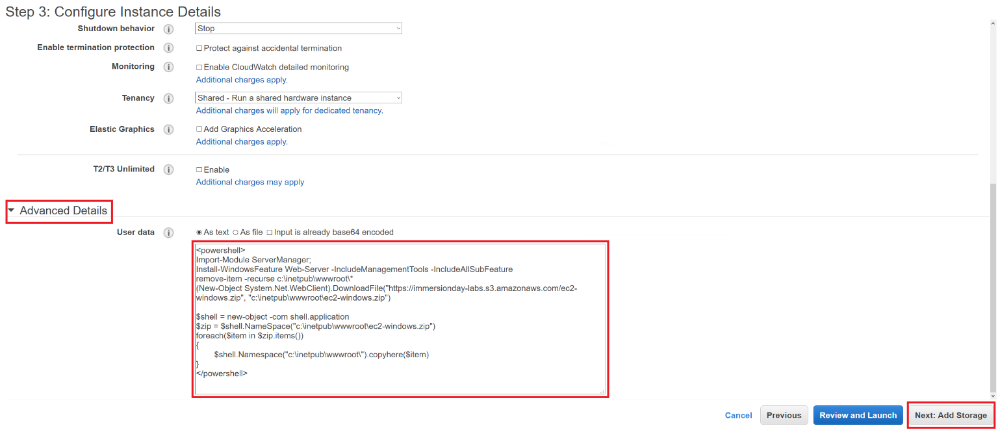 Step 3: Configure Instance Details
Shutdown behavior i Stop
Enable termination protection i Protect against accidental termination
Monitoring i Enable CloudWatch detailed monitoring
Additional charges apply.
Tenancy i Shared - Run a shared hardware instance
Additional charges will apply for dedicated tenancy.
Elastic Graphics i Add Graphics Acceleration
Additional charges apply.
T2/T3 Unlimited i Enable
Additional charges may apply
Advanced Details
User data i As text As file Input is already base64 encoded
<powershell>
Import-Module ServerManager;
Install-WindowsFeature Web-Server -IncludeManagementTools -IncludeAllSubFeature
remove-item -recurse c:\inetpub\wwwroot\*
(New-Object System.Net.WebClient).DownloadFile("https://immersionday-labs.s3.amazonaws.com/ec2-
windows.zip", "c:\inetpub\wwwroot\ec2-windows.zip")
$shell = new-object -com shell.application
$zip = $shell.NameSpace("c:\inetpub\wwwroot\ec2-windows.zip")
foreach($item in $zip.items())
{
$shell.Namespace("c:\inetpub\wwwroot\").copyhere($item)
}
</powershell>
Cancel Previous Review and Launch Next: Add Storage